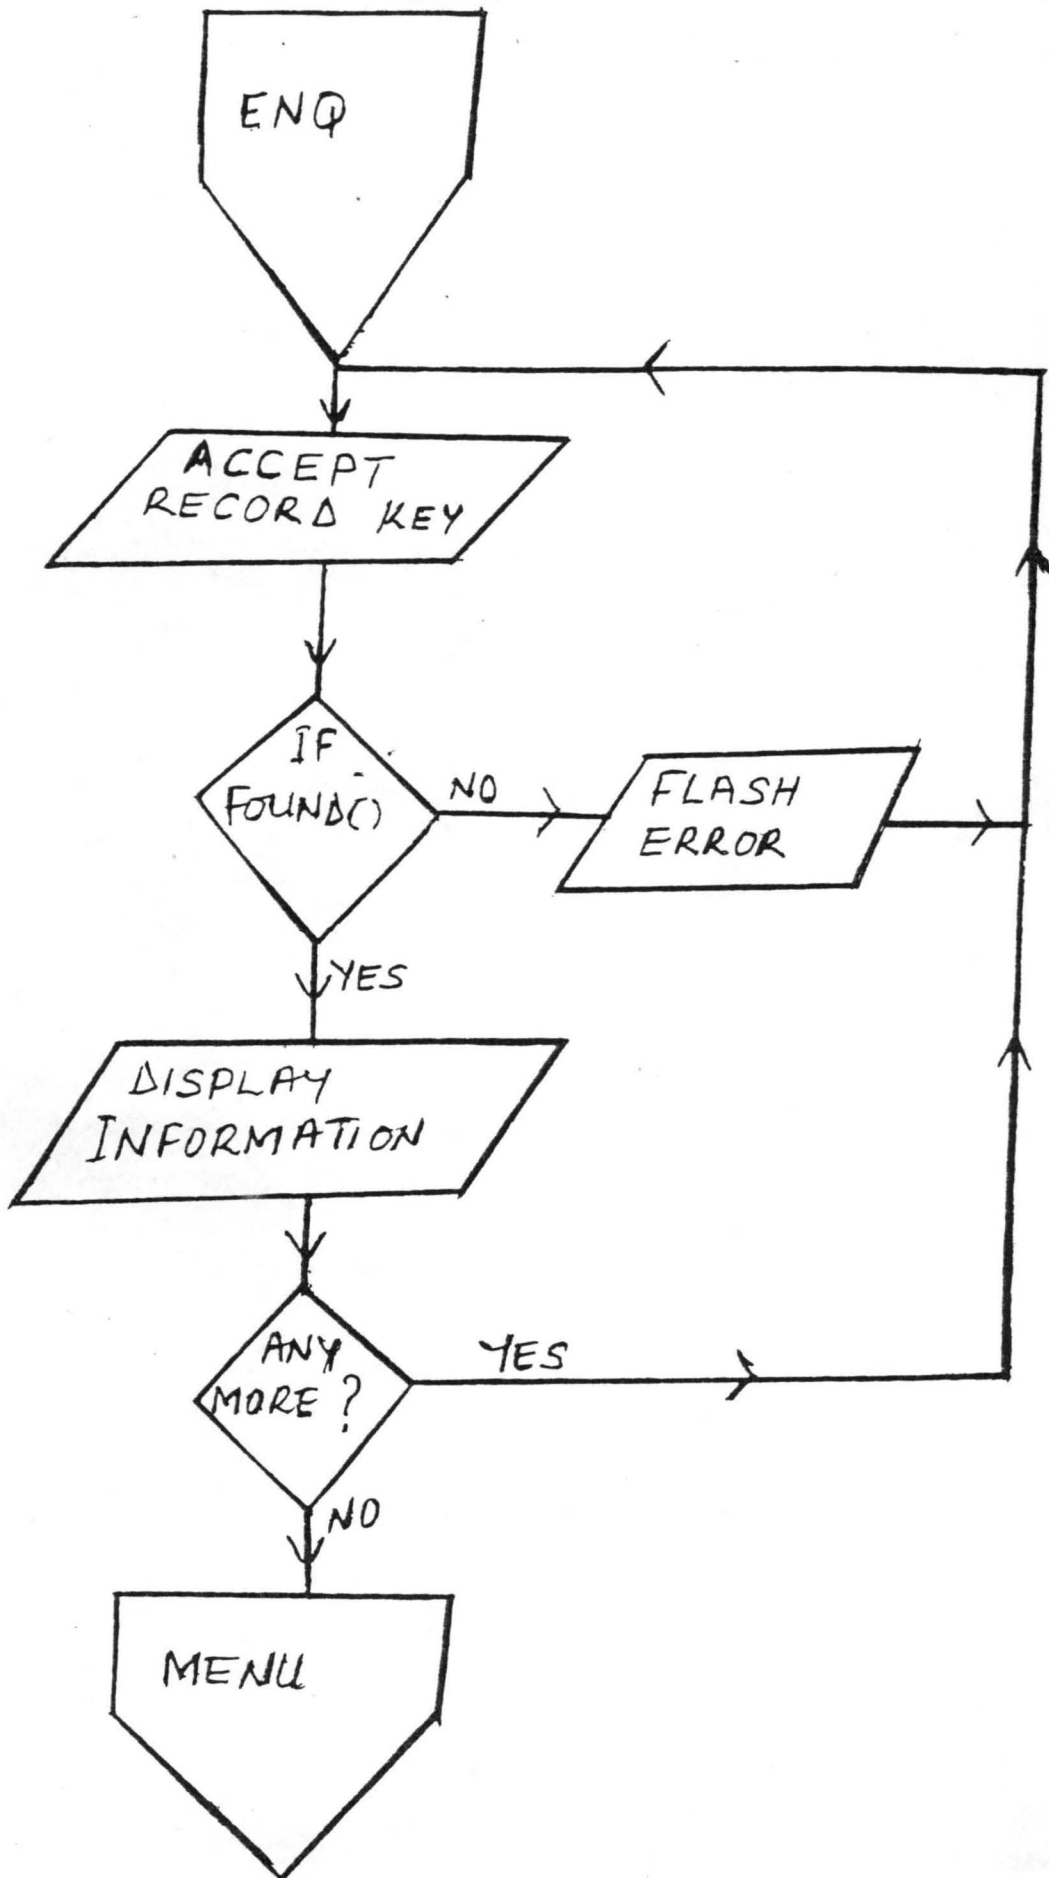 ENQ
ACCEPT
RECORD KEY
IF
FOUND()
NO
FLASH
ERROR
YES
DISPLAY
INFORMATION
ANY
MORE?
YES
NO
MENU